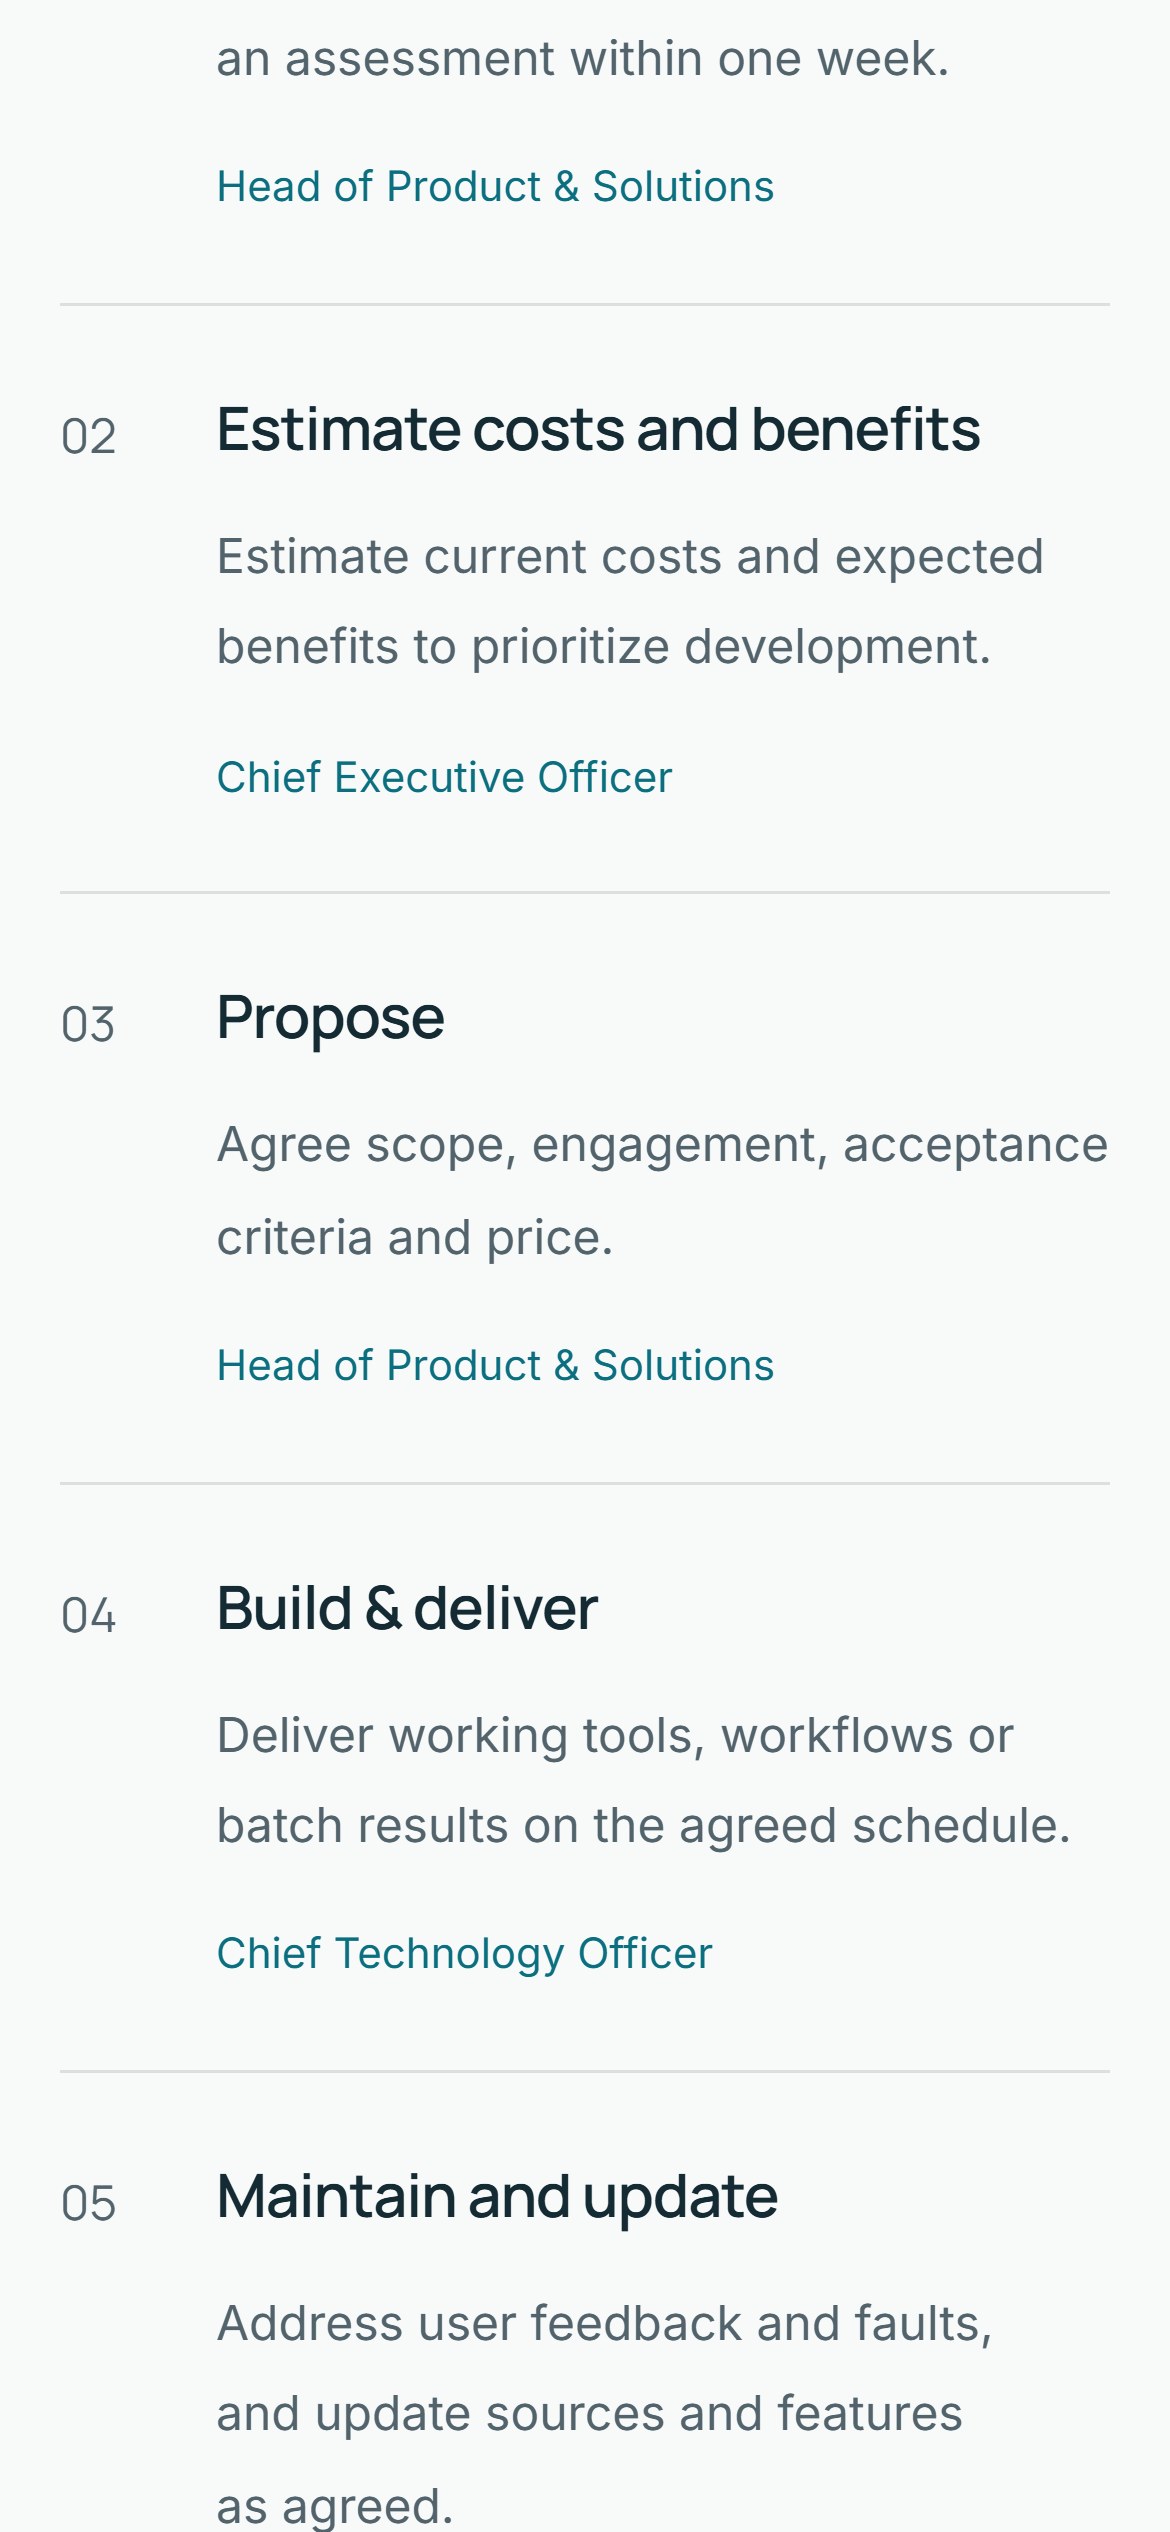 an assessment within one week.
Head of Product & Solutions
02
Estimate costs and benefits
Estimate current costs and expected
benefits to prioritize development.
Chief Executive Officer
03
Propose
Agree scope, engagement, acceptance
criteria and price.
Head of Product & Solutions
04
Build & deliver
Deliver working tools, workflows or
batch results on the agreed schedule.
Chief Technology Officer
05
Maintain and update
Address user feedback and faults,
and update sources and features
as agreed.